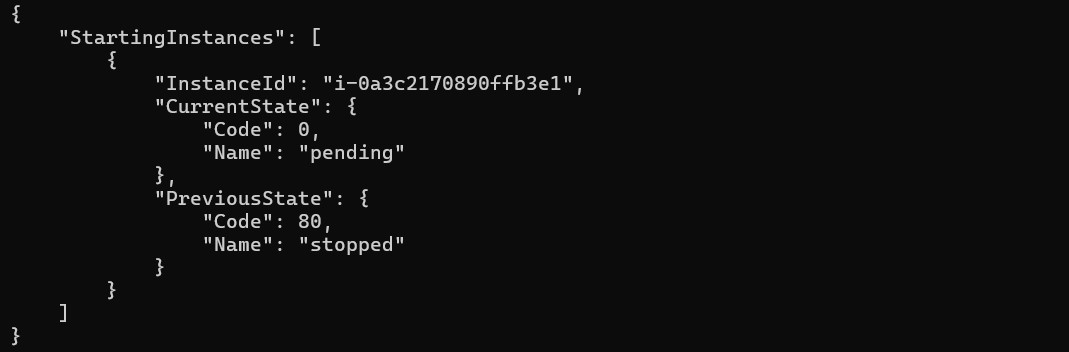 {
    "StartingInstances": [
        {
            "InstanceId": "i-0a3c2170890ffb3e1",
            "CurrentState": {
                "Code": 0,
                "Name": "pending"
            },
            "PreviousState": {
                "Code": 80,
                "Name": "stopped"
            }
        }
    ]
}